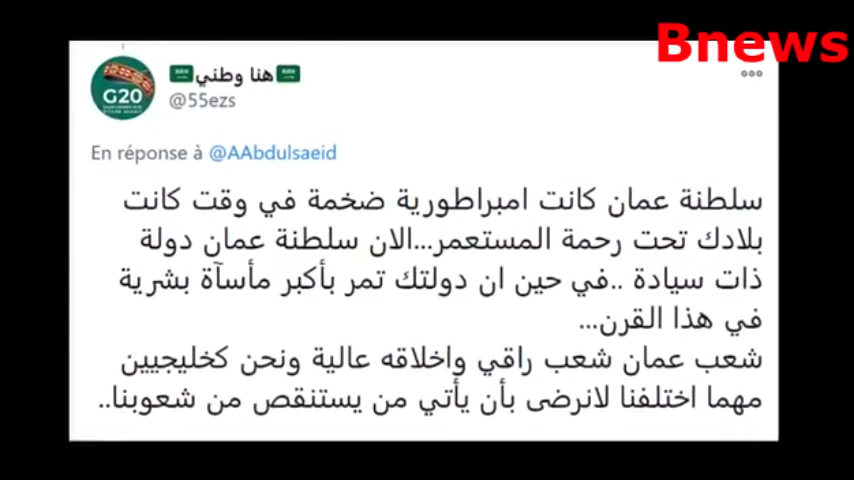 Bnews
🇸🇦هنا وطني🇸🇦
@55ezs
G20
En réponse à @AAbdulsaeid
سلطنة عمان كانت امبراطورية ضخمة في وقت كانت
بلادك تحت رحمة المستعمر...الان سلطنة عمان دولة
ذات سيادة ..في حين ان دولتك تمر بأكبر مأسآة بشرية
في هذا القرن...
شعب عمان شعب راقي واخلاقه عالية ونحن كخليجيين
مهما اختلفنا لانرضى بأن يأتي من يستنقص من شعوبنا..